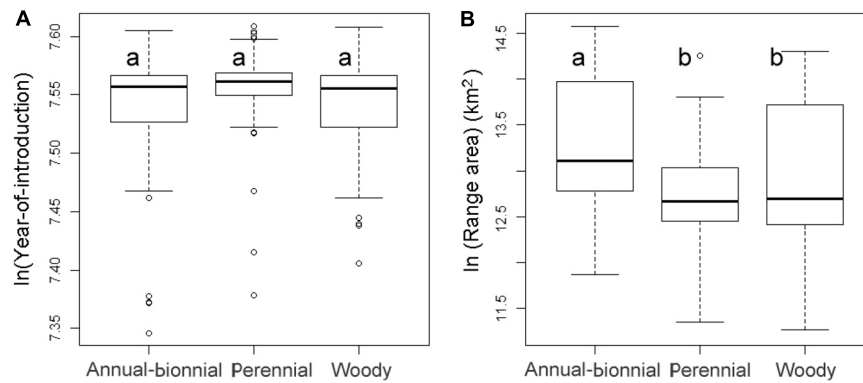 A
ln(Year-of-introduction)
7.60
7.55
7.50
7.45
7.40
7.35
a
a
a
Annual-bionnial
Perennial
Woody
B
ln (Range area) (km²)
14.5
13.5
12.5
11.5
a
b
b
Annual-bionnial
Perennial
Woody